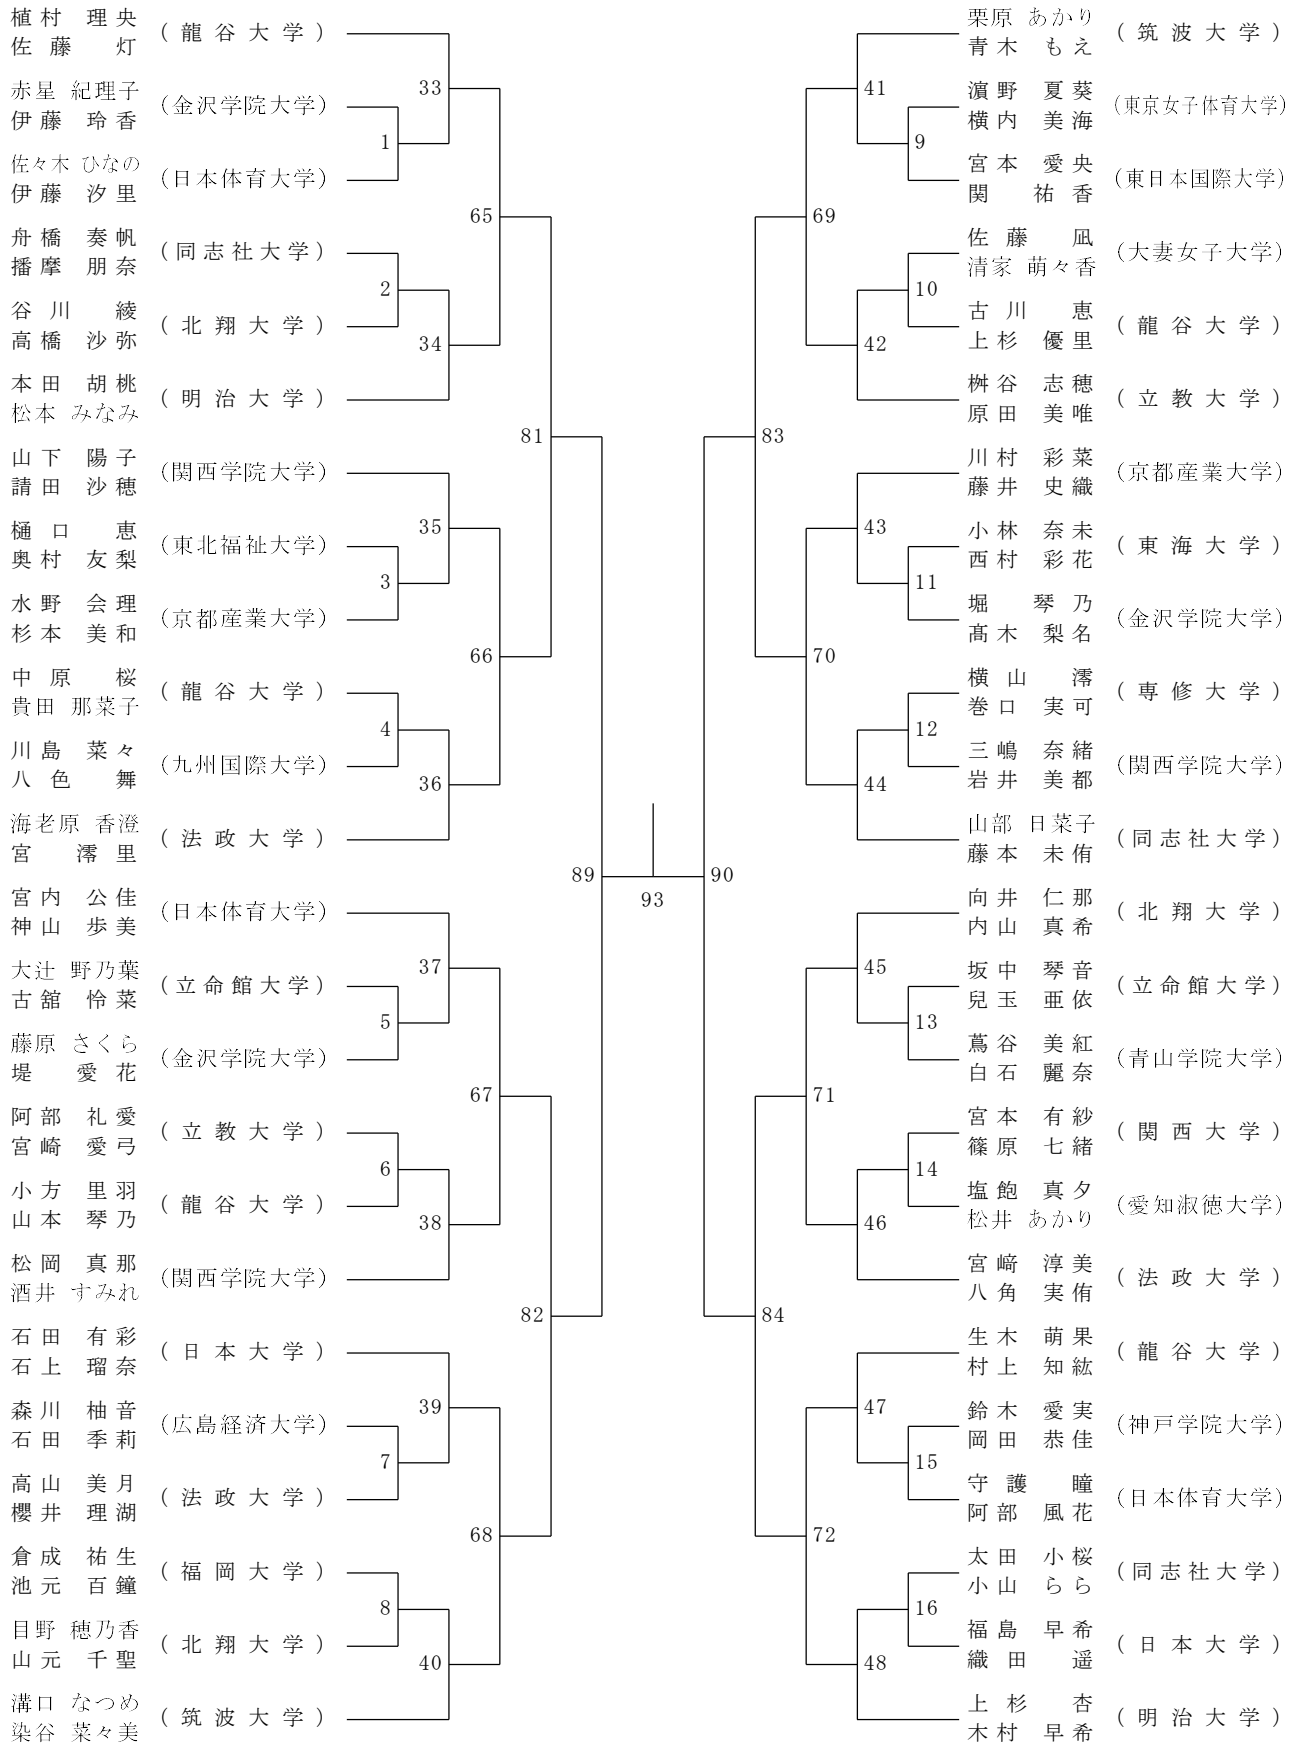 植村 理央
佐藤 灯
(龍谷大学)
赤星 紀理子
伊藤 玲香
(金沢学院大学)
佐々木 ひなの
伊藤 汐里
(日本体育大学)
舟橋 奏帆
播摩 朋奈
(同志社大学)
谷川 綾
高橋 沙弥
(北翔大学)
本田 胡桃
松本 みなみ
(明治大学)
山下 陽子
請田 沙穂
(関西学院大学)
樋口 恵
奥村 友梨
(東北福祉大学)
水野 会理
杉本 美和
(京都産業大学)
中原 桜
貴田 那菜子
(龍谷大学)
川島 菜々
八色 舞
(九州国際大学)
海老原 香澄
宮 澪里
(法政大学)
宮内 公佳
神山 歩美
(日本体育大学)
大辻 野乃葉
古舘 怜菜
(立命館大学)
藤原 さくら
堤 愛花
(金沢学院大学)
阿部 礼愛
宮崎 愛弓
(立教大学)
小方 里羽
山本 琴乃
(龍谷大学)
松岡 真那
酒井 すみれ
(関西学院大学)
石田 有彩
石上 瑠奈
(日本大学)
森川 柚音
石田 季莉
(広島経済大学)
高山 美月
櫻井 理湖
(法政大学)
倉成 祐生
池元 百鐘
(福岡大学)
目野 穂乃香
山元 千聖
(北翔大学)
溝口 なつめ
染谷 菜々美
(筑波大学)
33
1
65
2
34
81
35
3
66
4
36
89
37
5
67
6
38
82
39
7
68
8
40
93
41
9
69
10
42
83
43
11
70
12
44
90
45
13
71
14
46
84
47
15
72
16
48
栗原 あかり
青木 もえ
(筑波大学)
濵野 夏葵
横内 美海
(東京女子体育大学)
宮本 愛央
関 祐香
(東日本国際大学)
佐藤 凪
清家 萌々香
(大妻女子大学)
古川 恵
上杉 優里
(龍谷大学)
桝谷 志穂
原田 美唯
(立教大学)
川村 彩菜
藤井 史織
(京都産業大学)
小林 奈未
西村 彩花
(東海大学)
堀 琴乃
髙木 梨名
(金沢学院大学)
横山 澪
巻口 実可
(専修大学)
三嶋 奈緒
岩井 美都
(関西学院大学)
山部 日菜子
藤本 未侑
(同志社大学)
向井 仁那
内山 真希
(北翔大学)
坂中 琴音
兒玉 亜依
(立命館大学)
蔦谷 美紅
白石 麗奈
(青山学院大学)
宮本 有紗
篠原 七緒
(関西大学)
塩飽 真夕
松井 あかり
(愛知淑徳大学)
宮﨑 淳美
八角 実侑
(法政大学)
生木 萌果
村上 知紘
(龍谷大学)
鈴木 愛実
岡田 恭佳
(神戸学院大学)
守護 瞳
阿部 風花
(日本体育大学)
太田 小桜
小山 らら
(同志社大学)
福島 早希
織田 遥
(日本大学)
上杉 杏
木村 早希
(明治大学)